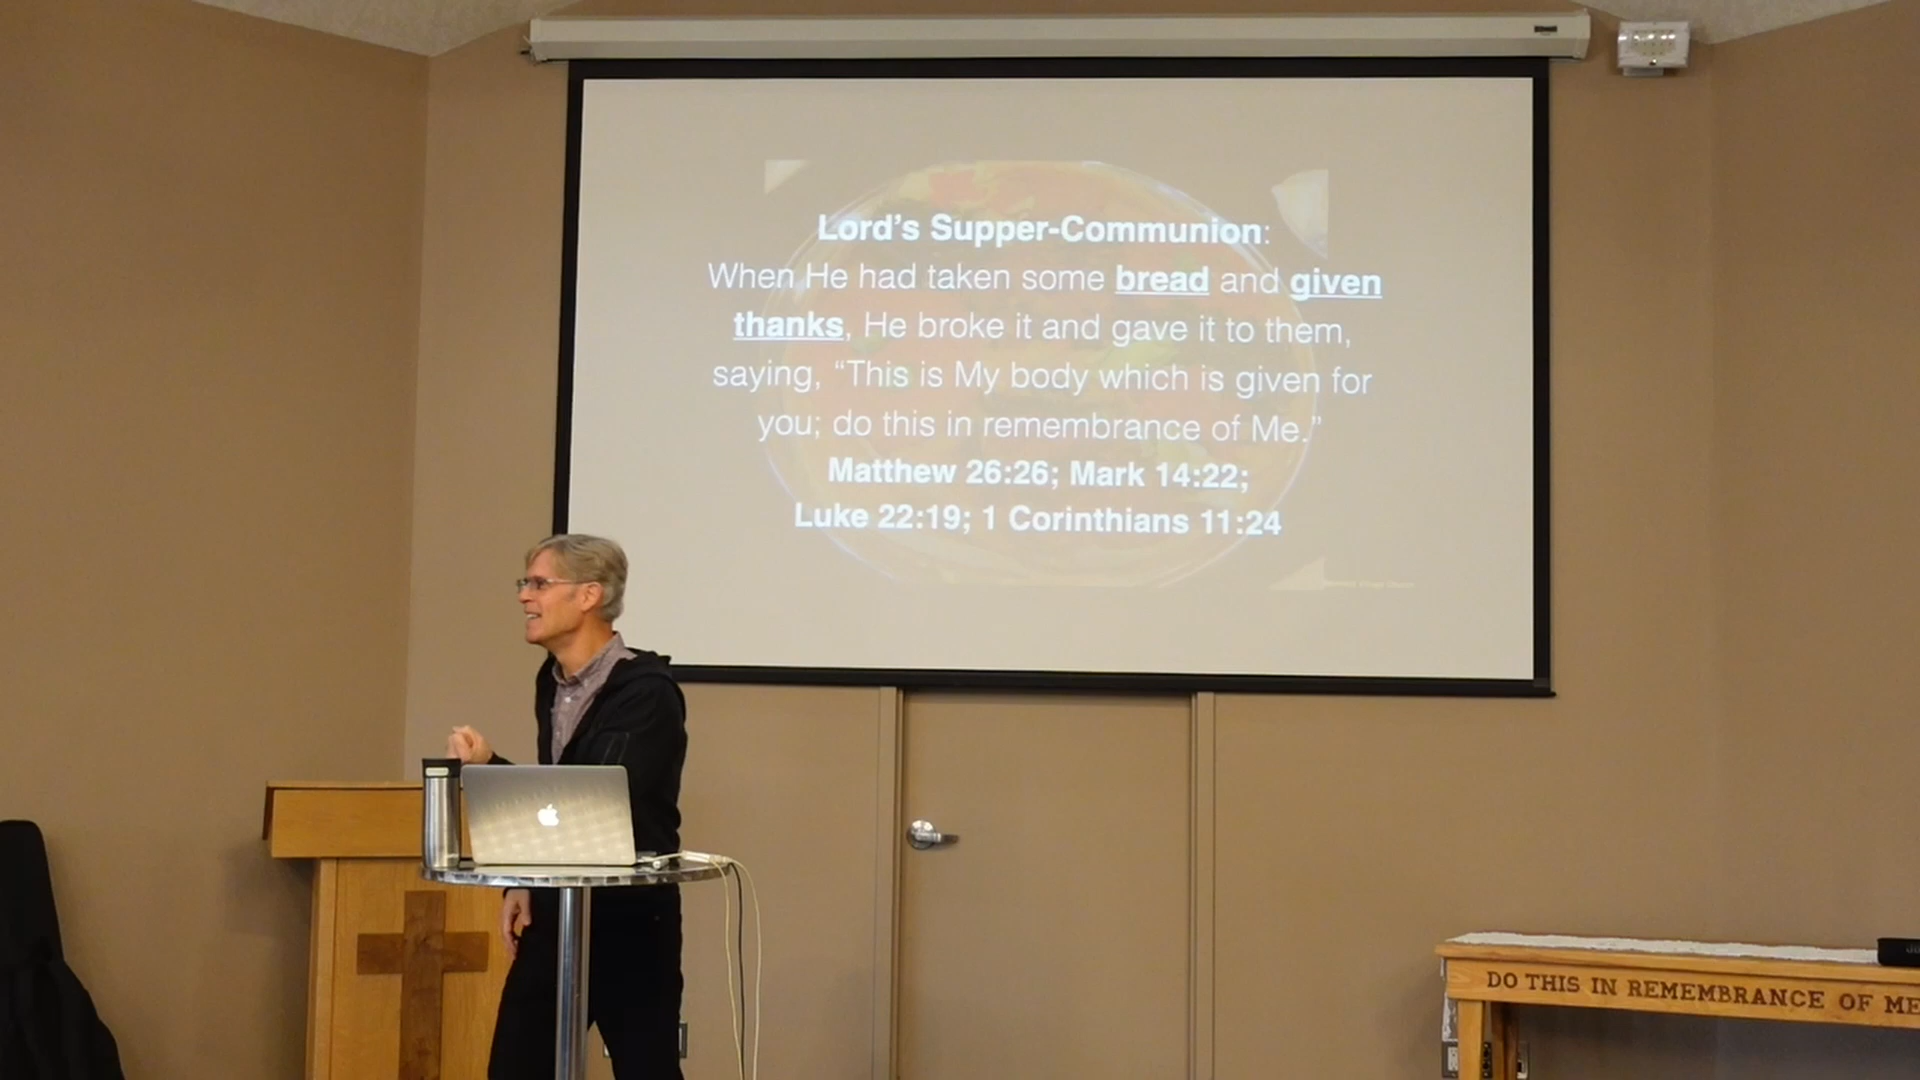 Lord's Supper-Communion:
When He had taken some bread and given
thanks, He broke it and gave it to them,
saying, “This is My body which is given for
you; do this in remembrance of Me.”
Matthew 26:26; Mark 14:22;
Luke 22:19; 1 Corinthians 11:24
DO THIS IN REMEMBRANCE OF ME